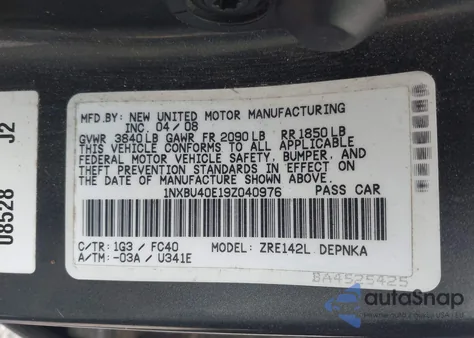 MFD.BY: NEW UNITED MOTOR MANUFACTURING
INC. 04/08
GVWR 3840LB GAWR FR 2090LB RR1850LB
THIS VEHICLE CONFORMS TO ALL APPLICABLE
FEDERAL MOTOR VEHICLE SAFETY, BUMPER, AND
THEFT PREVENTION STANDARDS IN EFFECT ON THE
DATE OF MANUFACTURE SHOWN ABOVE.
1NXBU40E19Z040976 PASS CAR
C/TR: 1G3 / FC40 MODEL: ZRE142L DEPNKA
A/TM: -03A / U341E
BA4525425
08528 J2
autoSnap